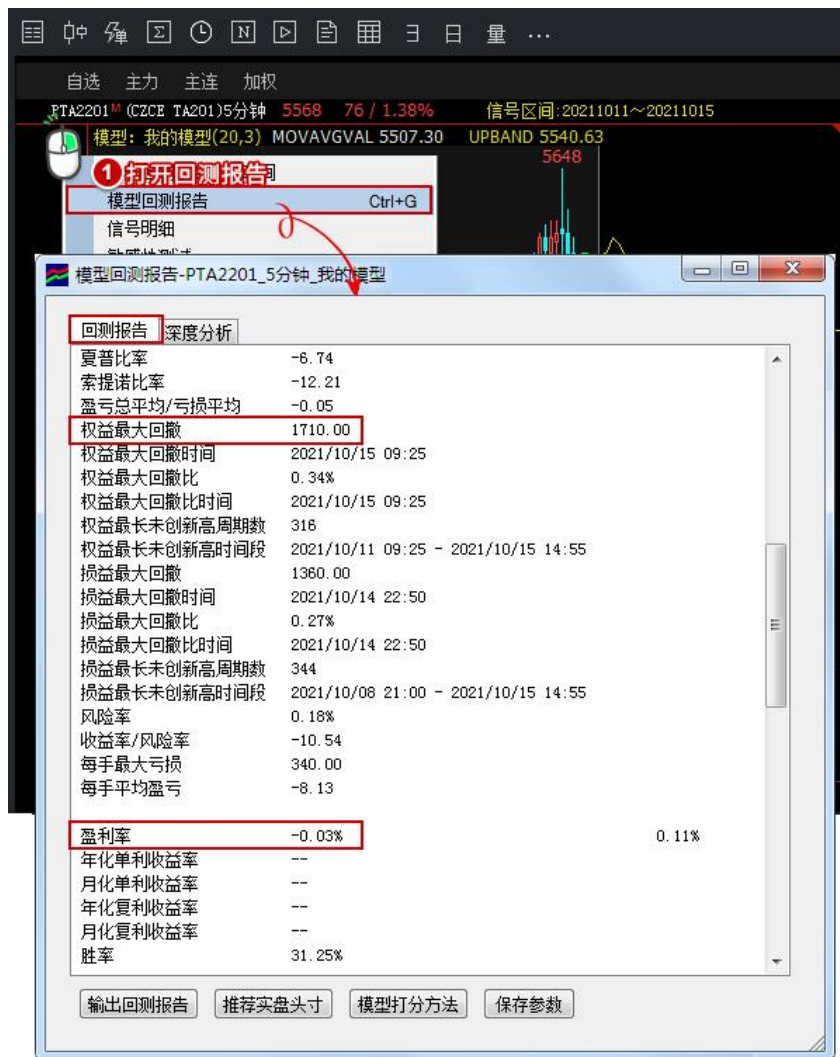 自选 主力 主连 加权
PTA2201M (CZCE TA201)5分钟 5568 76 / 1.38% 信号区间:20211011～20211015
模型：我的模型(20,3) MOVAVGVAL 5507.30 UPBAND 5540.63
5648
1 打开回测报告
模型回测报告 Ctrl+G
信号明细
模型回测报告-PTA2201_5分钟_我的模型
回测报告 深度分析
夏普比率 -6.74
索提诺比率 -12.21
盈亏总平均/亏损平均 -0.05
权益最大回撤 1710.00
权益最大回撤时间 2021/10/15 09:25
权益最大回撤比 0.34%
权益最大回撤比时间 2021/10/15 09:25
权益最长未创新高周期数 316
权益最长未创新高时间段 2021/10/11 09:25 - 2021/10/15 14:55
损益最大回撤 1360.00
损益最大回撤时间 2021/10/14 22:50
损益最大回撤比 0.27%
损益最大回撤比时间 2021/10/14 22:50
损益最长未创新高周期数 344
损益最长未创新高时间段 2021/10/08 21:00 - 2021/10/15 14:55
风险率 0.18%
收益率/风险率 -10.54
每手最大亏损 340.00
每手平均盈亏 -8.13
盈利率 -0.03% 0.11%
年化单利收益率 --
月化单利收益率 --
年化复利收益率 --
月化复利收益率 --
胜率 31.25%
输出回测报告 推荐实盘头寸 模型打分方法 保存参数